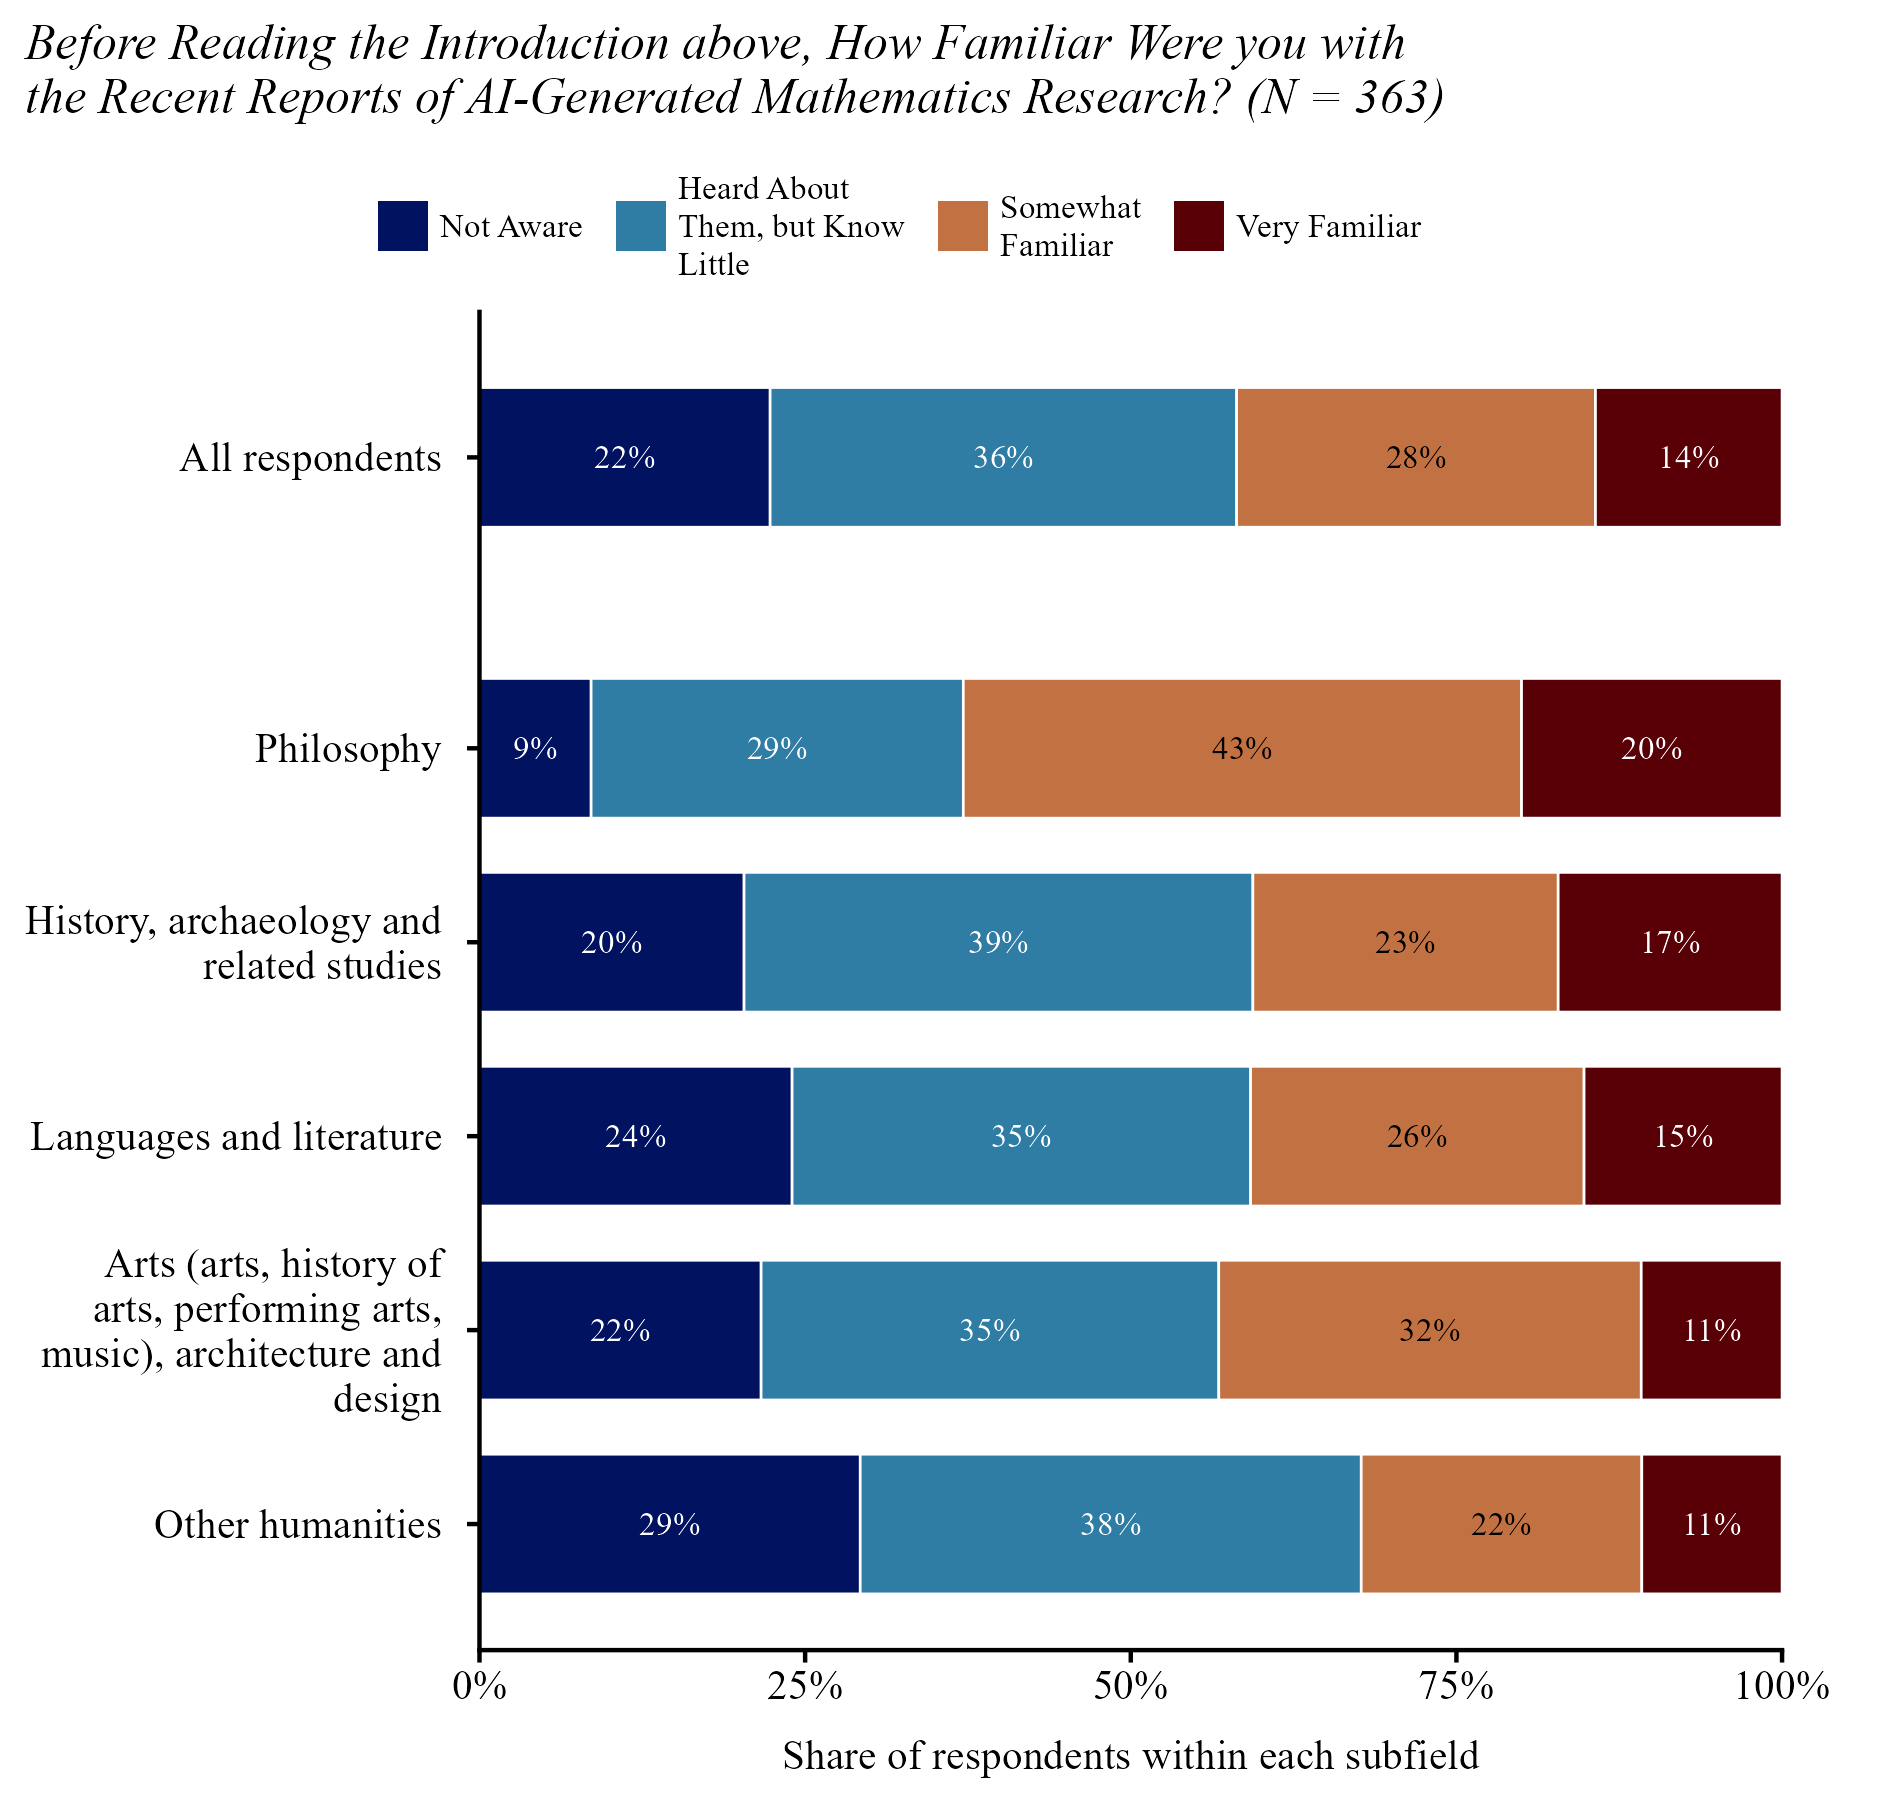 Before Reading the Introduction above, How Familiar Were you with
the Recent Reports of AI-Generated Mathematics Research? (N = 363)
Not Aware
Heard About
Them, but Know
Little
Somewhat
Familiar
Very Familiar
All respondents
22%
36%
28%
14%
Philosophy
9%
29%
43%
20%
History, archaeology and
related studies
20%
39%
23%
17%
Languages and literature
24%
35%
26%
15%
Arts (arts, history of
arts, performing arts,
music), architecture and
design
22%
35%
32%
11%
Other humanities
29%
38%
22%
11%
0%
25%
50%
75%
100%
Share of respondents within each subfield